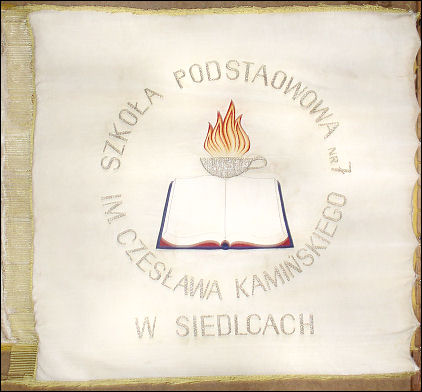 SZKOŁA PODSTAOWOWA NR 7
IM. CZESŁAWA KAMIŃSKIEGO
W SIEDLCACH